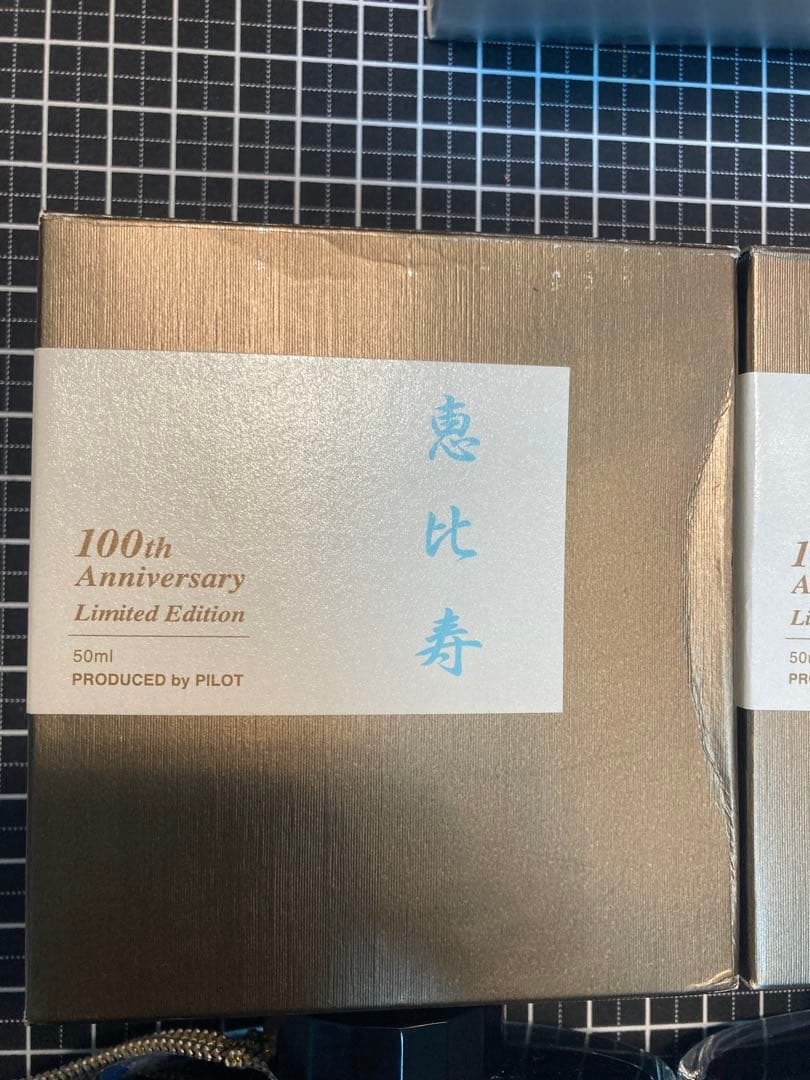 恵比寿
100th
Anniversary
Limited Edition
50ml
PRODUCED by PILOT